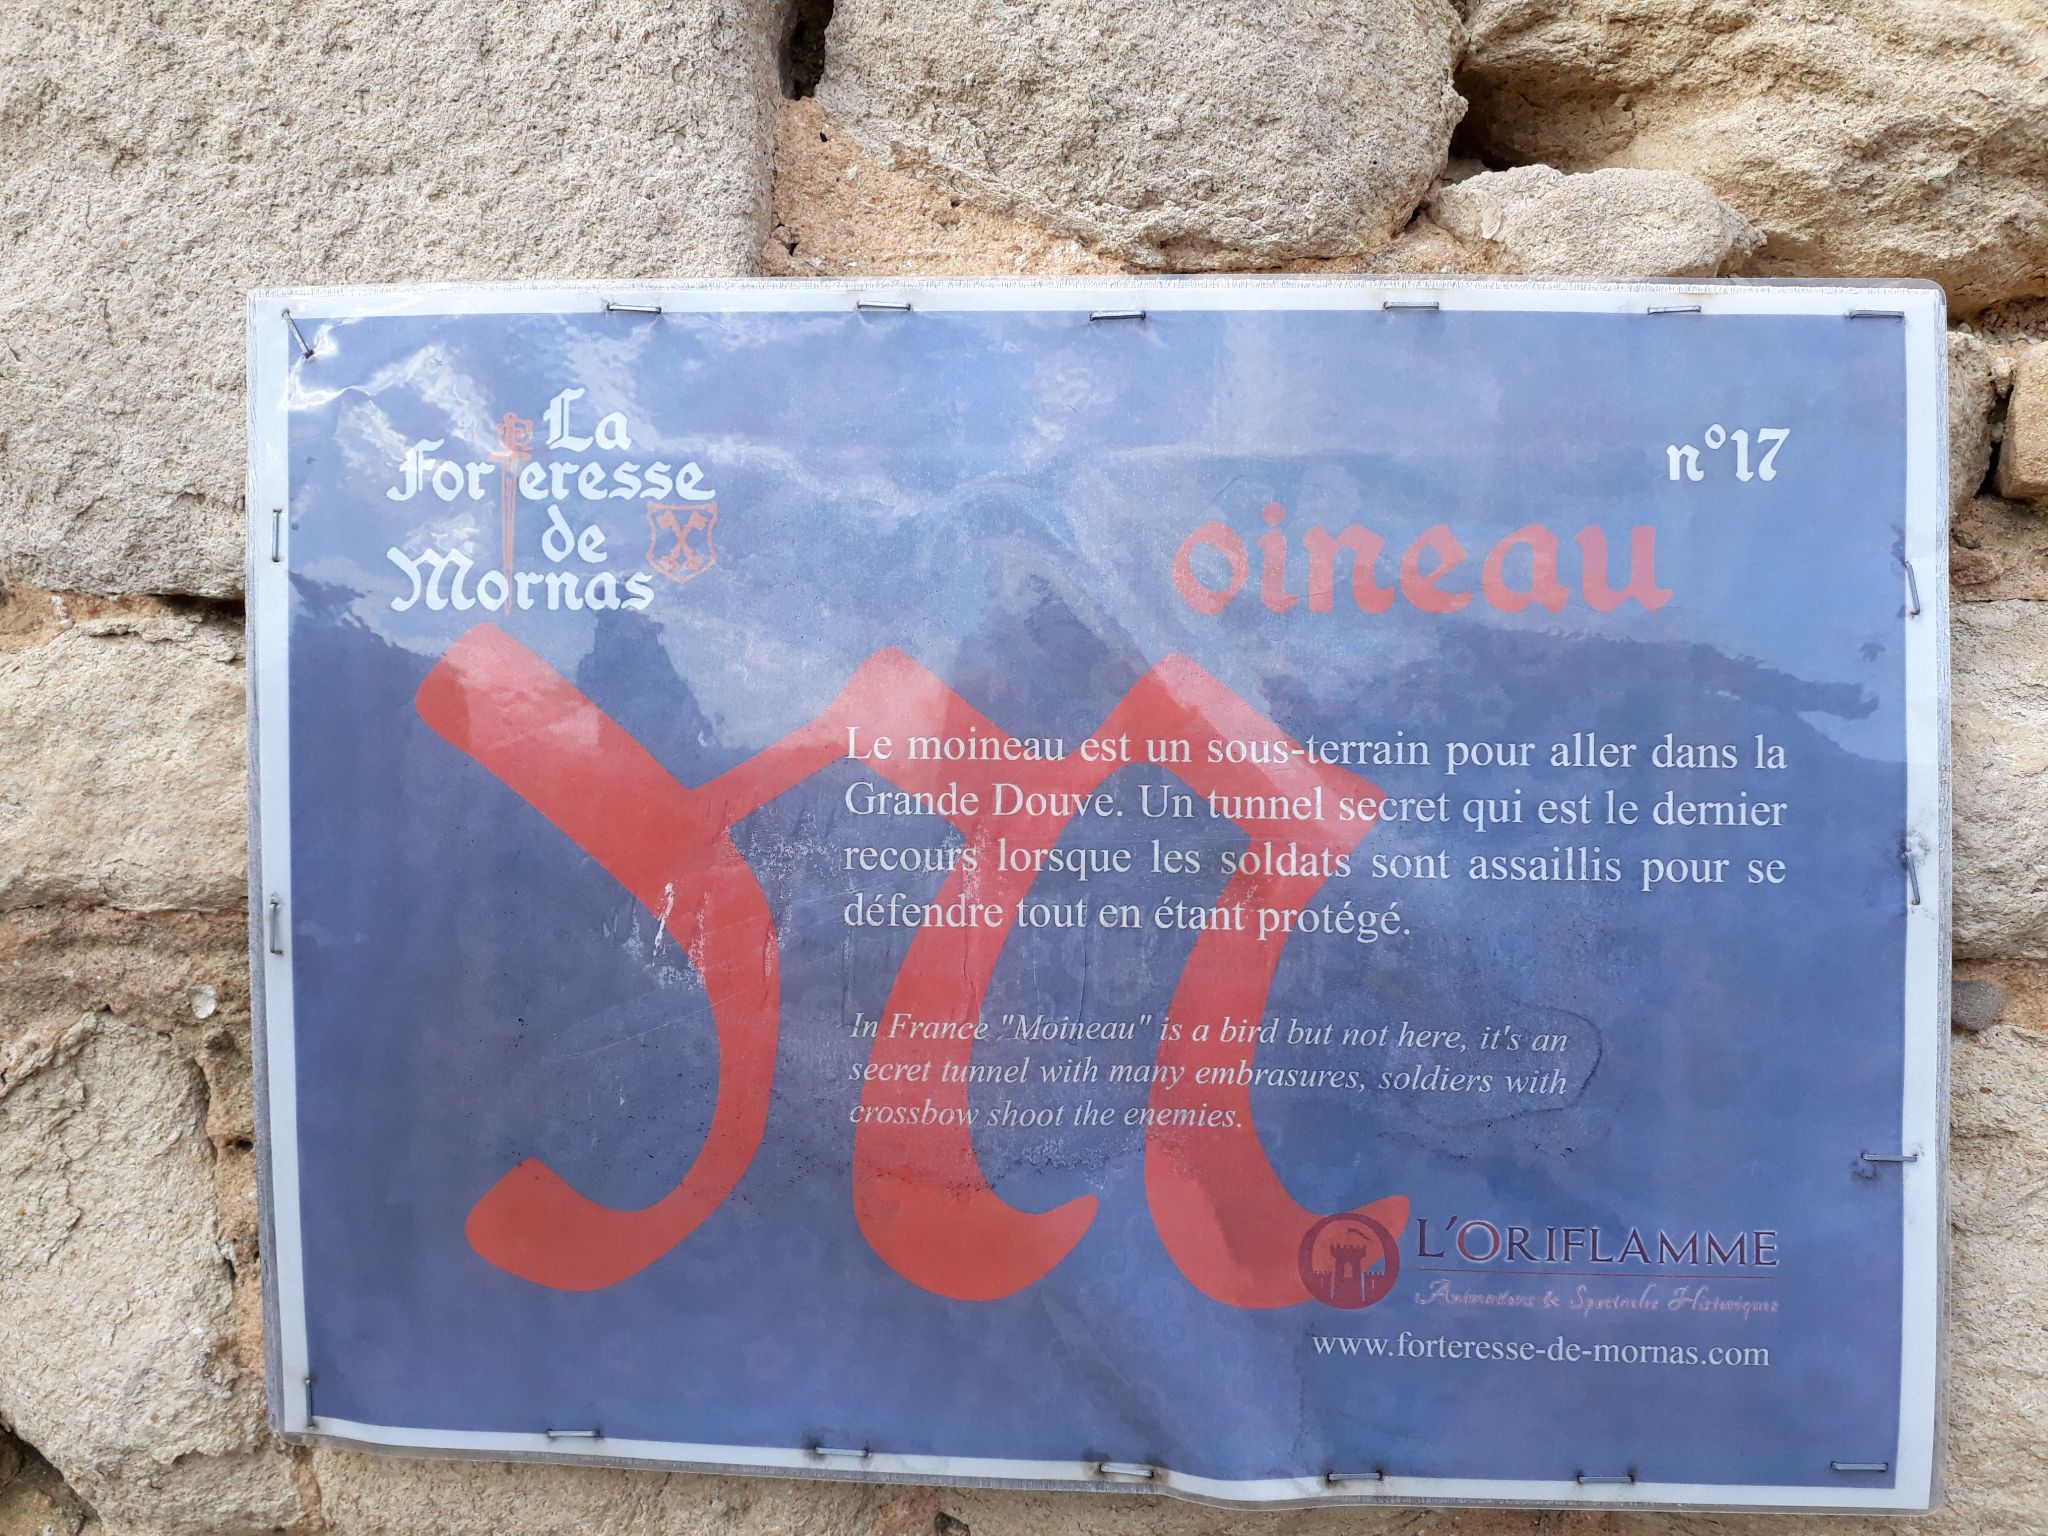 La
Forteresse
de
Mornas
n°17
Moineau
Le moineau est un sous-terrain pour aller dans la
Grande Douve. Un tunnel secret qui est le dernier
recours lorsque les soldats sont assaillis pour se
défendre tout en étant protégé.
In France "Moineau" is a bird but not here, it's an
secret tunnel with many embrasures, soldiers with
crossbow shoot the enemies.
L'ORIFLAMME
Animations & Spectacles Historiques
www.forteresse-de-mornas.com